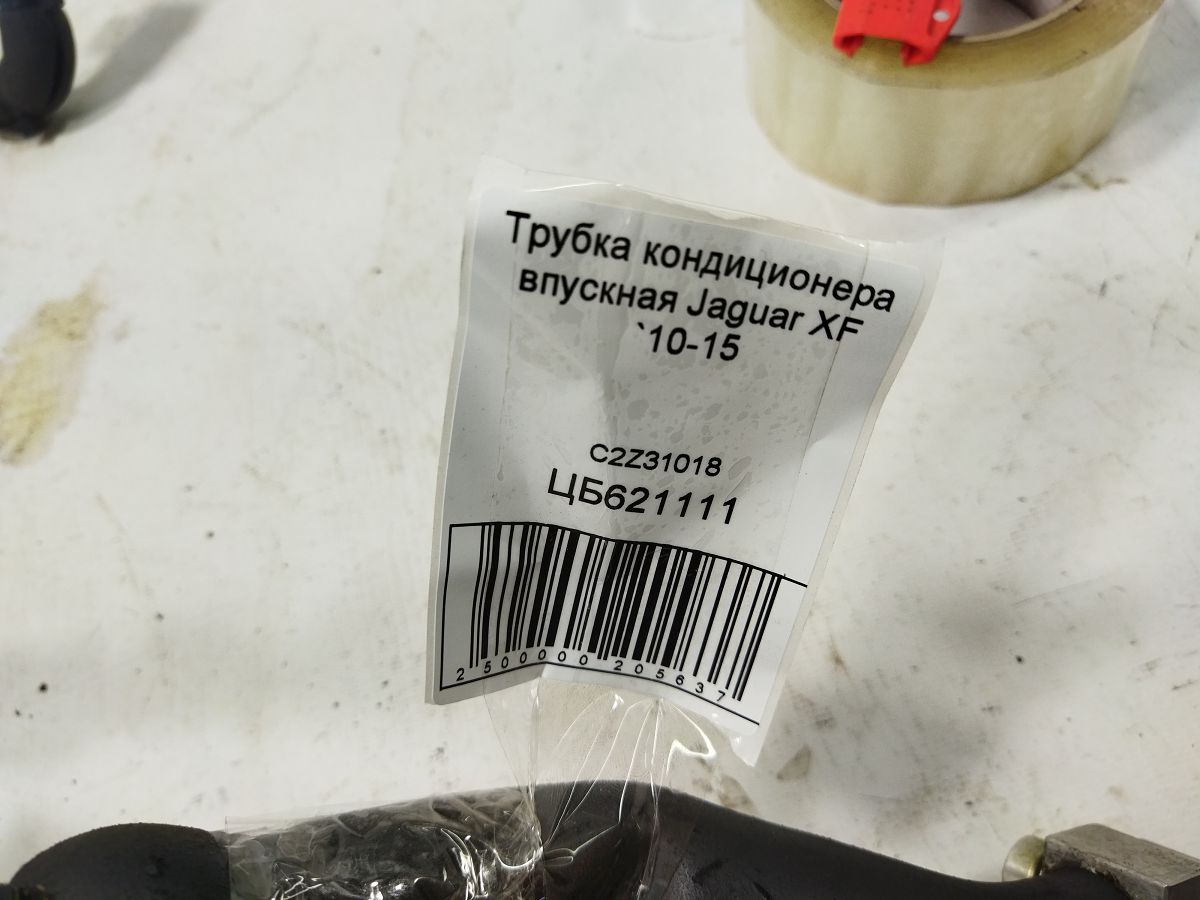 Трубка кондиционера
впускная Jaguar XF
`10-15
C2Z31018
ЦБ621111
2500000205637